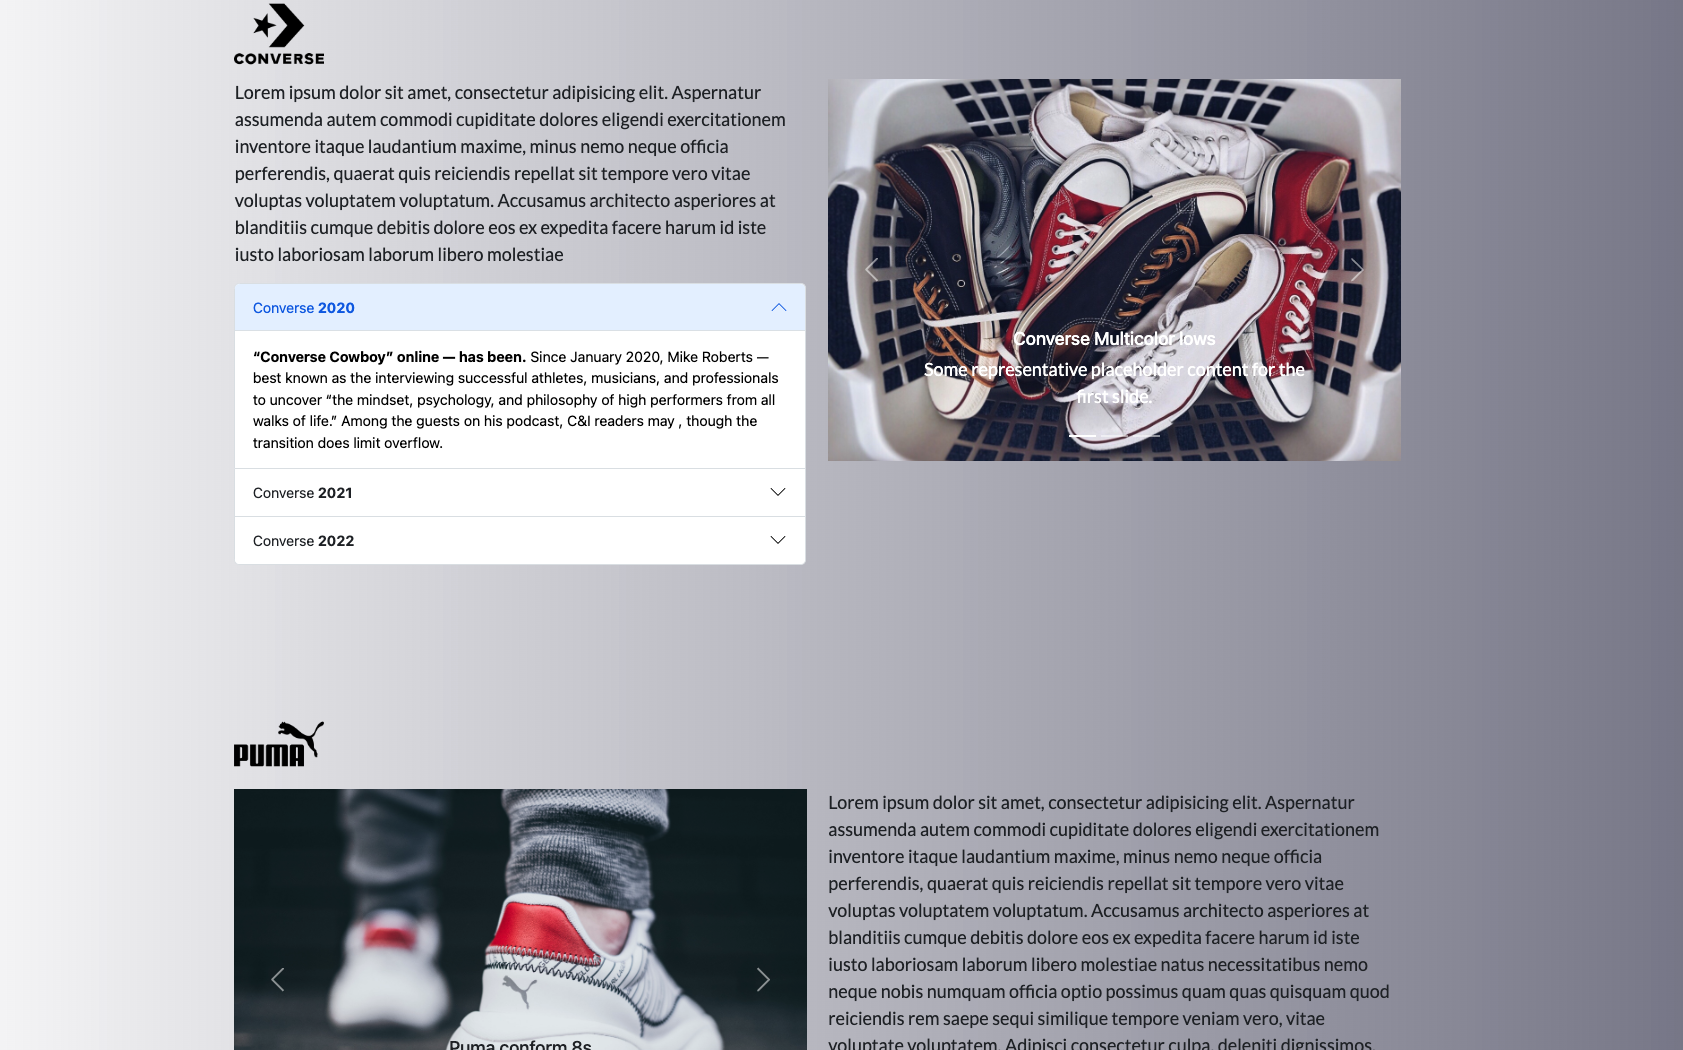 CONVERSE
Lorem ipsum dolor sit amet, consectetur adipisicing elit. Aspernatur
assumenda autem commodi cupiditate dolores eligendi exercitationem
inventore itaque laudantium maxime, minus nemo neque officia
perferendis, quaerat quis reiciendis repellat sit tempore vero vitae
voluptas voluptatem voluptatum. Accusamus architecto asperiores at
blanditiis cumque debitis dolore eos ex expedita facere harum id iste
iusto laboriosam laborum libero molestiae
Converse 2020
“Converse Cowboy” online — has been. Since January 2020, Mike Roberts —
best known as the interviewing successful athletes, musicians, and professionals
to uncover “the mindset, psychology, and philosophy of high performers from all
walks of life.” Among the guests on his podcast, C&I readers may , though the
transition does limit overflow.
Converse 2021
Converse 2022
Converse Multicolor lows
Some representative placeholder content for the
first slide.
PUMA
Puma conform 8s
Lorem ipsum dolor sit amet, consectetur adipisicing elit. Aspernatur
assumenda autem commodi cupiditate dolores eligendi exercitationem
inventore itaque laudantium maxime, minus nemo neque officia
perferendis, quaerat quis reiciendis repellat sit tempore vero vitae
voluptas voluptatem voluptatum. Accusamus architecto asperiores at
blanditiis cumque debitis dolore eos ex expedita facere harum id iste
iusto laboriosam laborum libero molestiae natus necessitatibus nemo
neque nobis numquam officia optio possimus quam quas quisquam quod
reiciendis rem saepe sequi similique tempore veniam vero, vitae
voluptate voluptatem. Adipisci consectetur culpa, deleniti dignissimos,